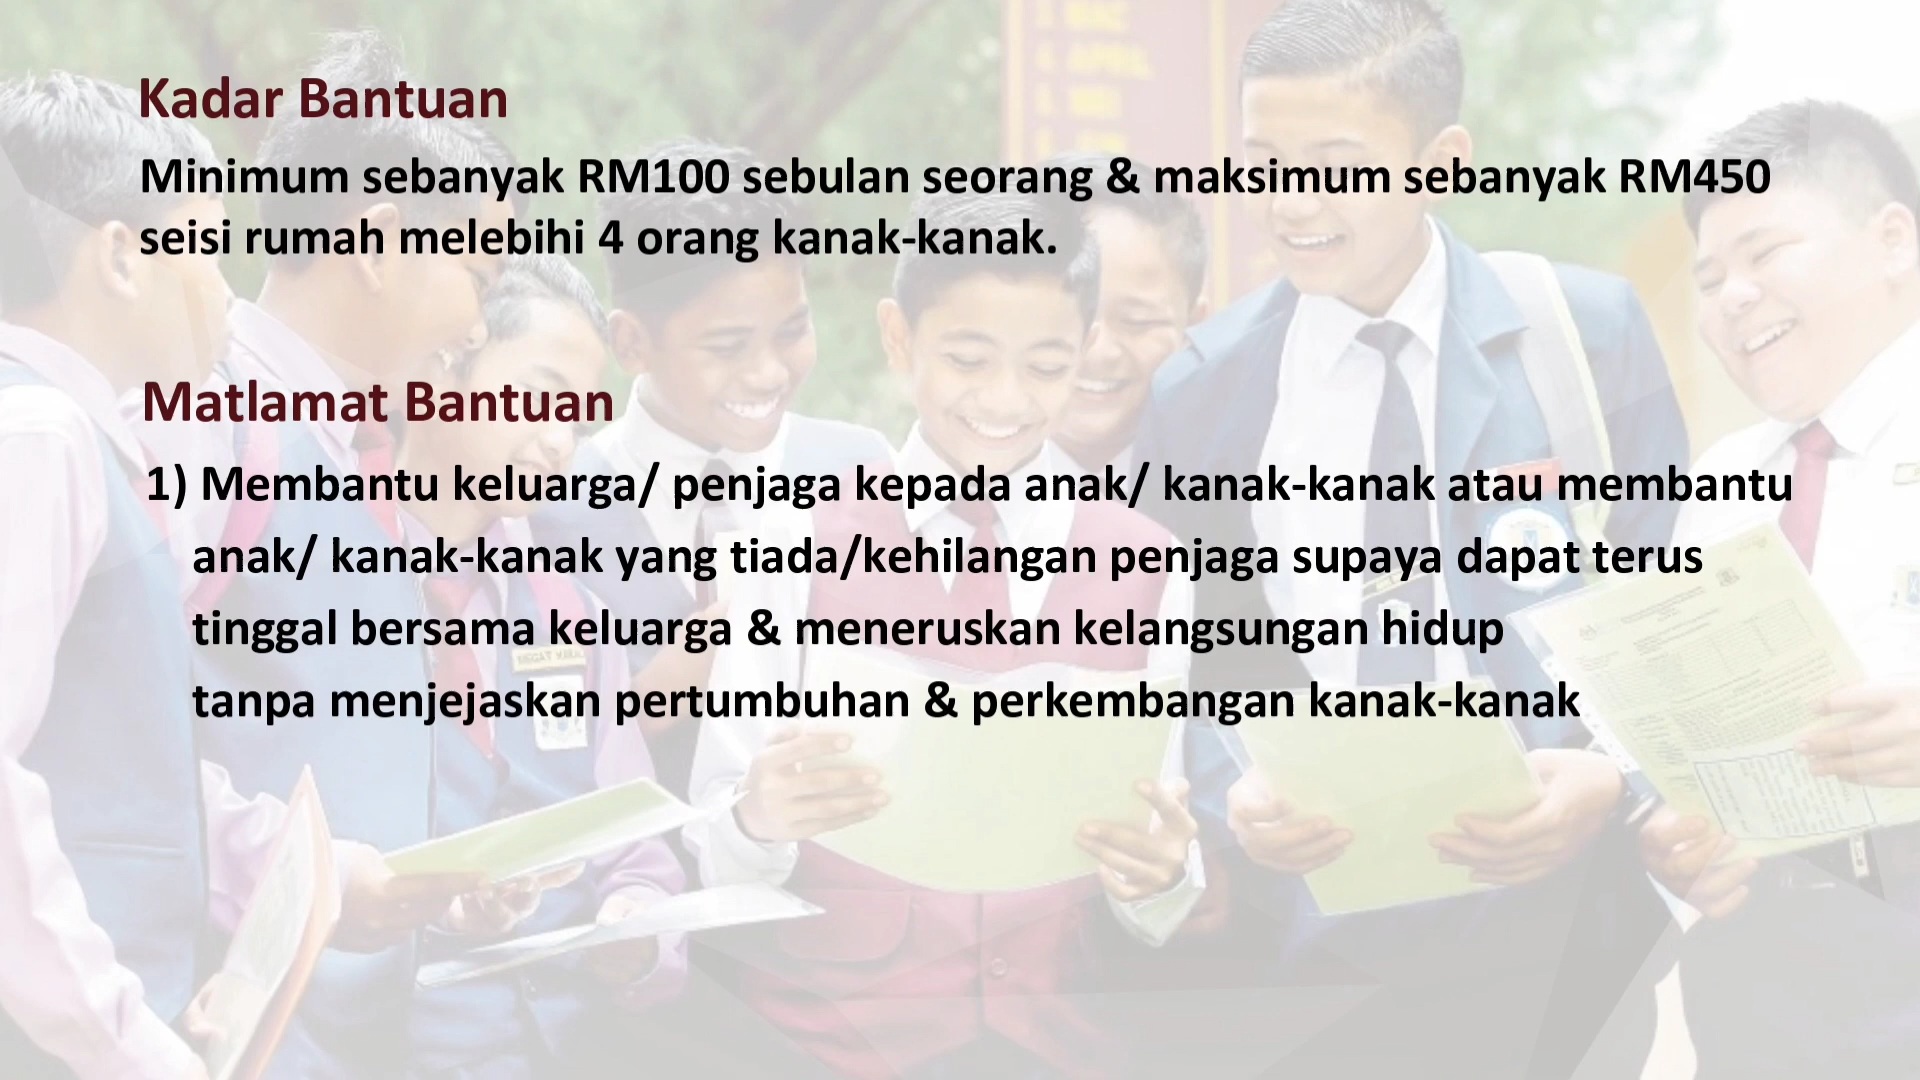 Kadar Bantuan
Minimum sebanyak RM100 sebulan seorang & maksimum sebanyak RM450
seisi rumah melebihi 4 orang kanak-kanak.
Matlamat Bantuan
1) Membantu keluarga/ penjaga kepada anak/ kanak-kanak atau membantu
anak/ kanak-kanak yang tiada/kehilangan penjaga supaya dapat terus
tinggal bersama keluarga & meneruskan kelangsungan hidup
tanpa menjejaskan pertumbuhan & perkembangan kanak-kanak